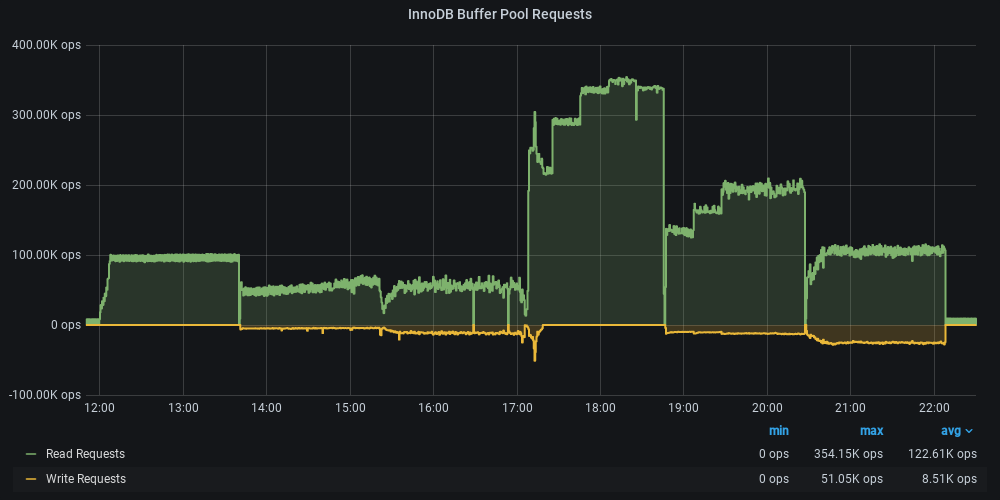 InnoDB Buffer Pool Requests
400.00K ops
300.00K ops
200.00K ops
100.00K ops
0 ops
-100.00K ops
12:00 13:00 14:00 15:00 16:00 17:00 18:00 19:00 20:00 21:00 22:00
min max avg
Read Requests 0 ops 354.15K ops 122.61K ops
Write Requests 0 ops 51.05K ops 8.51K ops